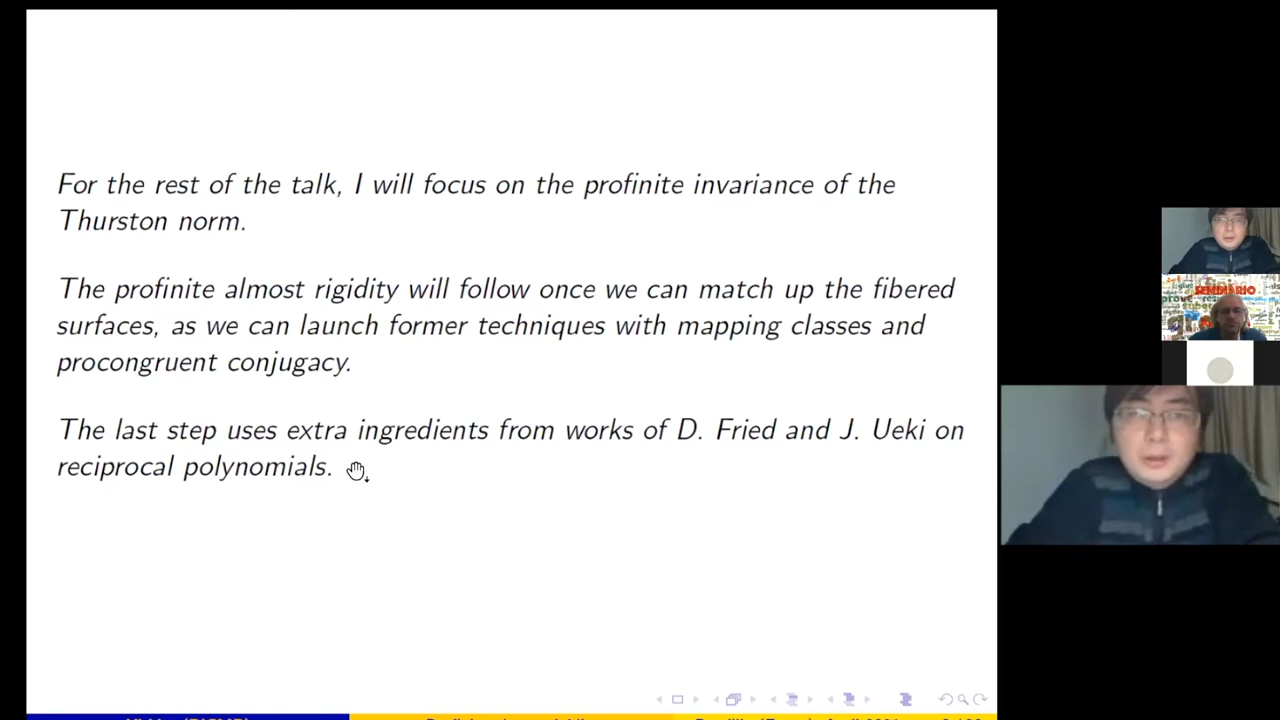 For the rest of the talk, I will focus on the profinite invariance of the
Thurston norm.
The profinite almost rigidity will follow once we can match up the fibered
surfaces, as we can launch former techniques with mapping classes and
procongruent conjugacy.
The last step uses extra ingredients from works of D. Fried and J. Ueki on
reciprocal polynomials.
SEMINARIO